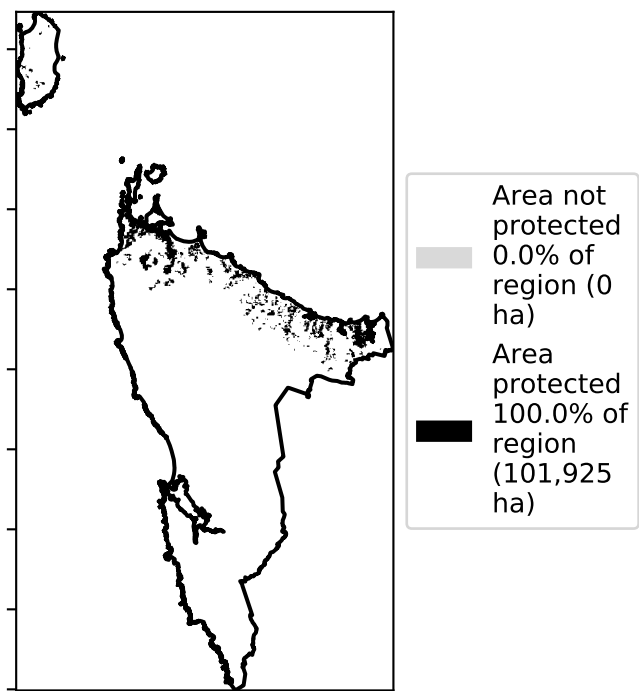 Area not
protected
0.0% of
region (0
ha)
Area
protected
100.0% of
region
(101,925
ha)